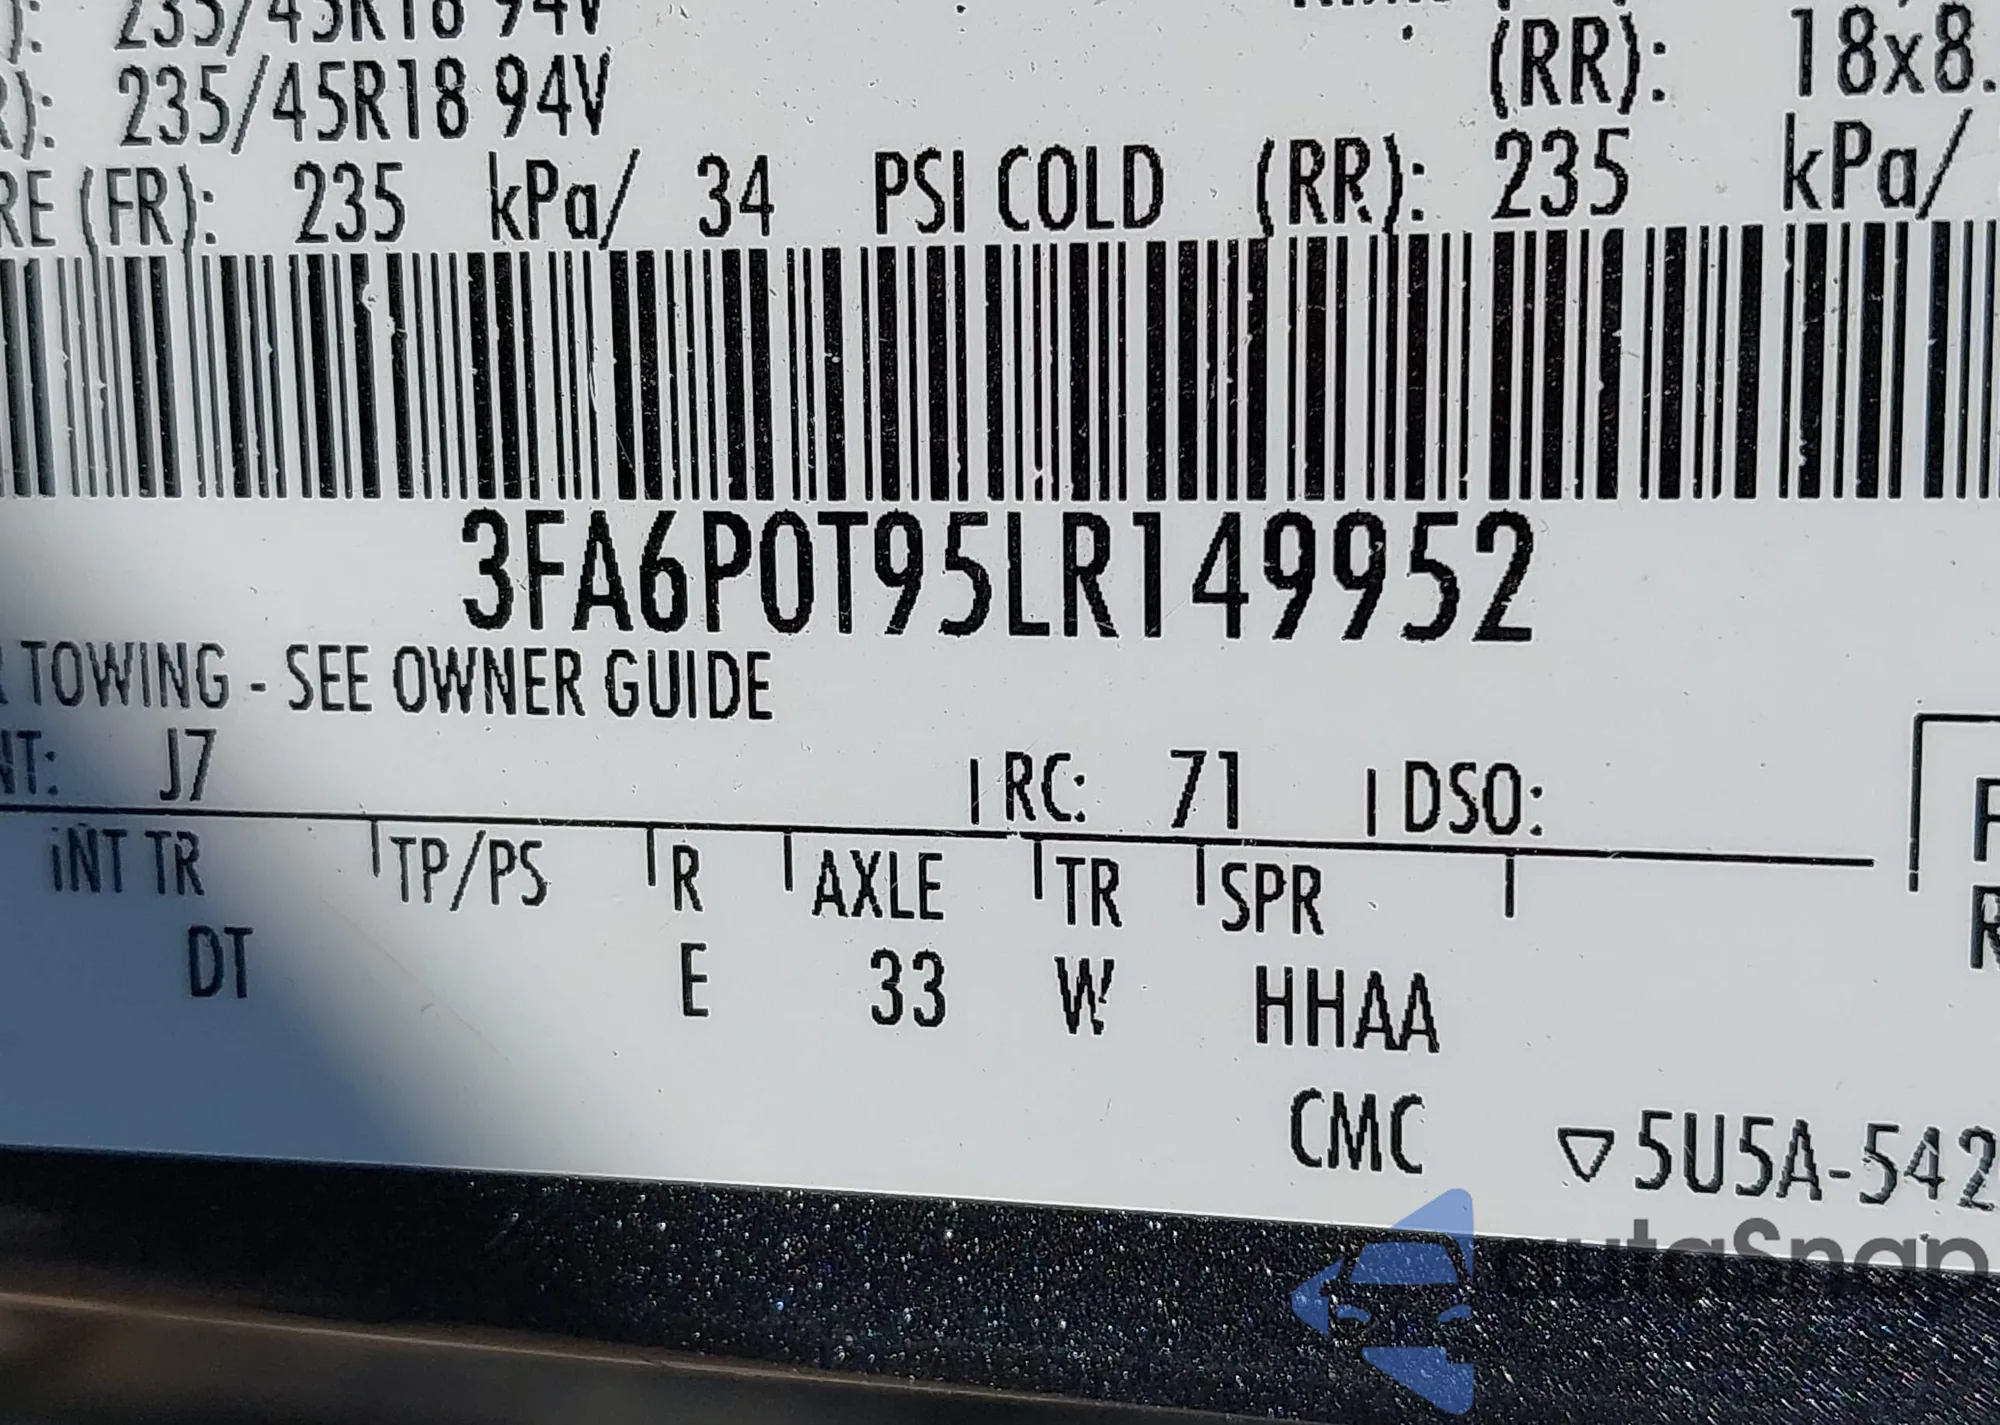 ): 235/45R18 94V
(RR): 18x8.
): 235/45R18 94V
RE (FR): 235 kPa/ 34 PSI COLD (RR): 235 kPa/
3FA6P0T95LR149952
R TOWING - SEE OWNER GUIDE
NT: J7 RC: 71 DSO:
INT TR TP/PS R AXLE TR SPR
DT E 33 W HHAA
CMC
▽5U5A-542
autoSnap